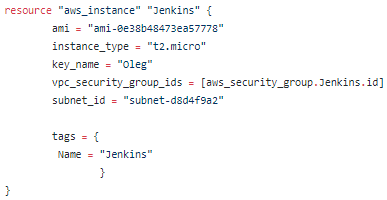 resource "aws_instance" "Jenkins" {
ami = "ami-0e38b48473ea57778"
instance_type = "t2.micro"
key_name = "Oleg"
vpc_security_group_ids = [aws_security_group.Jenkins.id]
subnet_id = "subnet-d8d4f9a2"
tags = {
Name = "Jenkins"
}
}